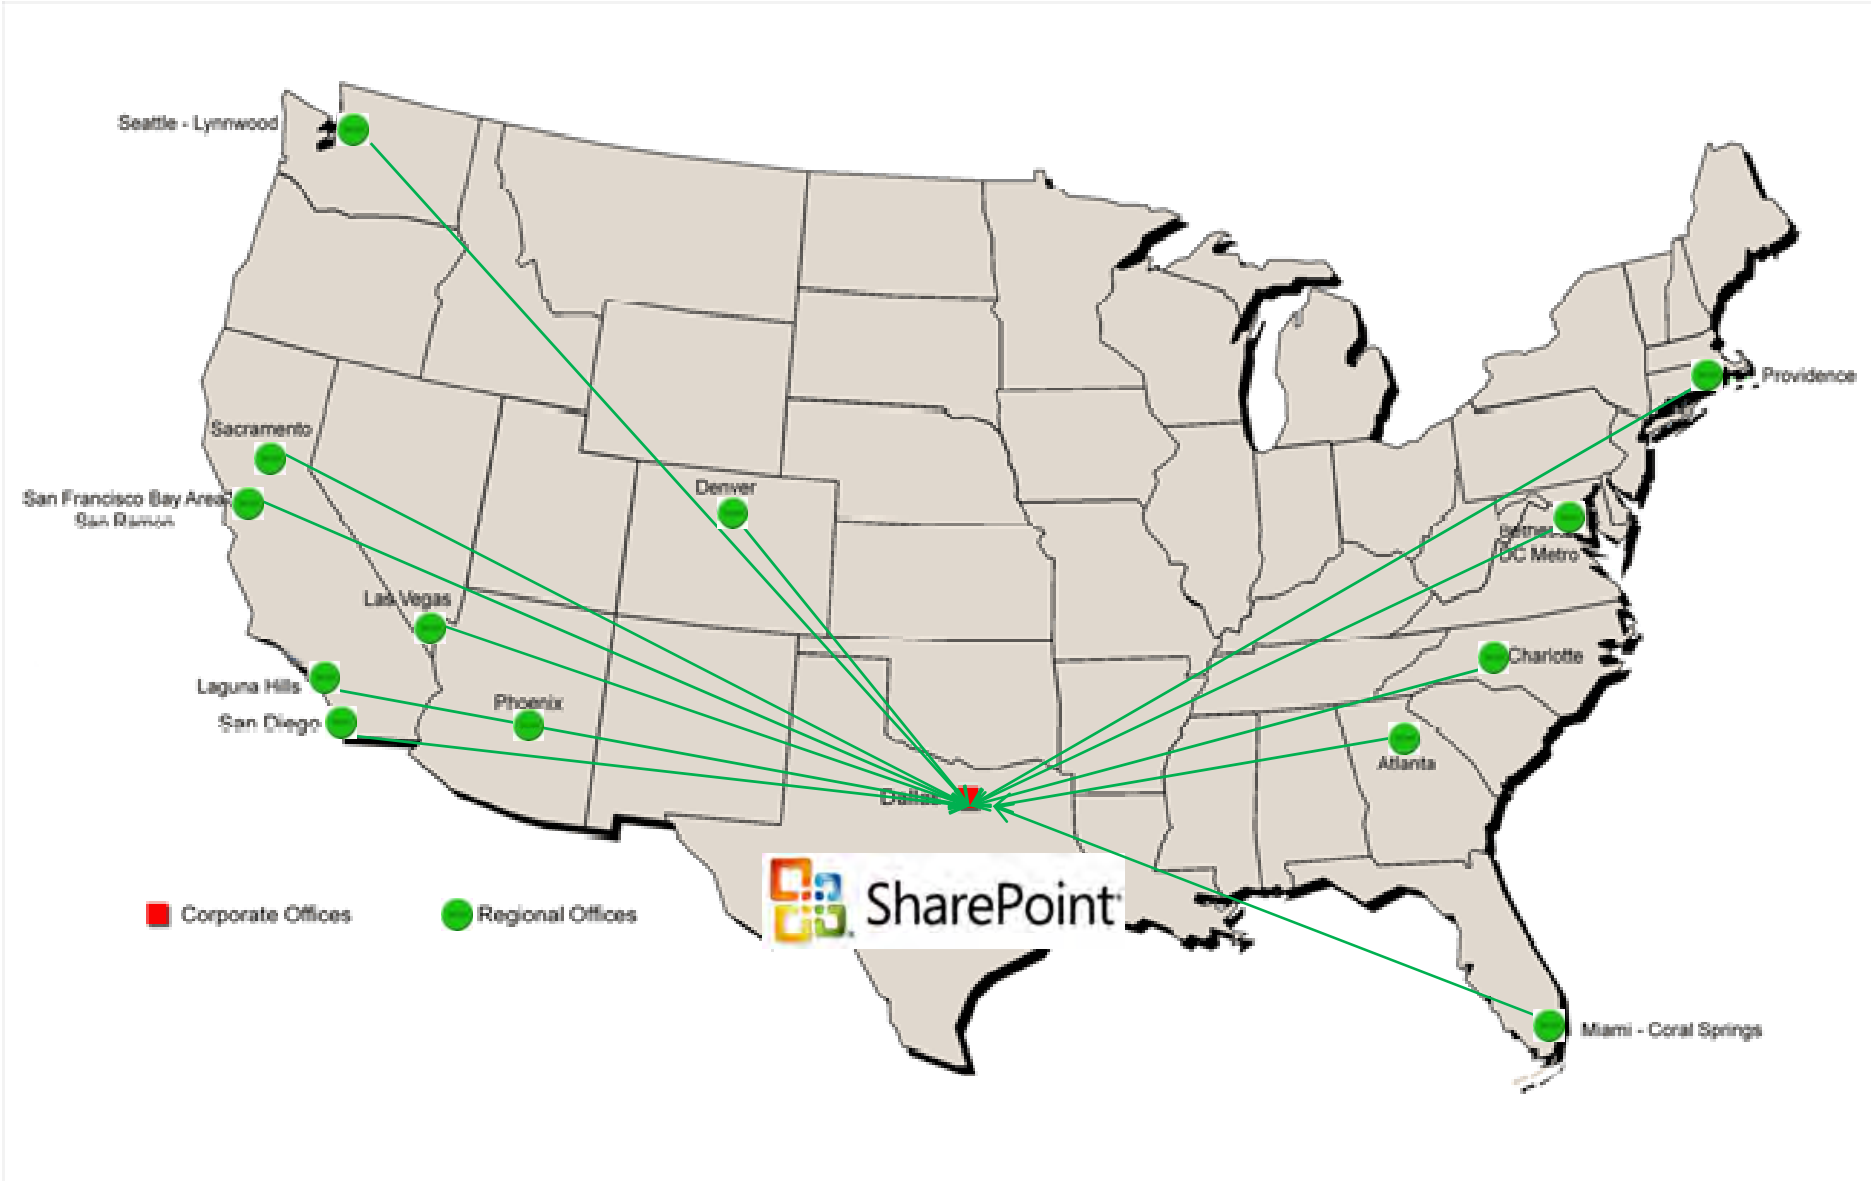 Seattle - Lynnwood
Providence
Sacramento
San Francisco Bay Area
San Ramon
Denver
DC Metro
Las Vegas
Charlotte
Laguna Hills
Phoenix
San Diego
Atlanta
Dallas
SharePoint
Corporate Offices
Regional Offices
Miami - Coral Springs